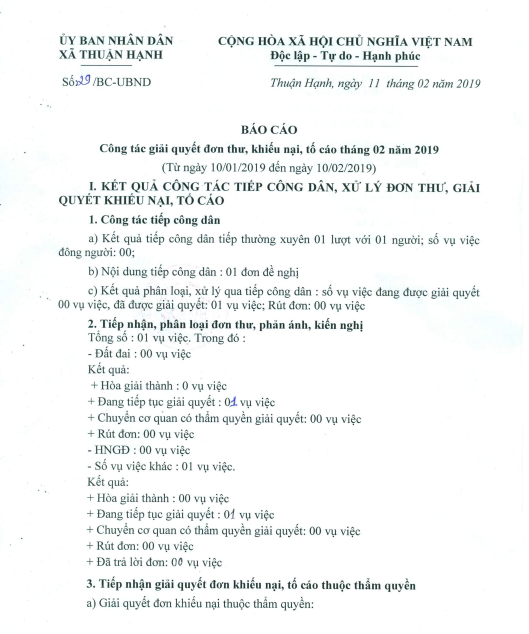 ỦY BAN NHÂN DÂN
XÃ THUẬN HẠNH
CỘNG HÒA XÃ HỘI CHỦ NGHĨA VIỆT NAM
Độc lập - Tự do - Hạnh phúc
Số:29/BC-UBND
Thuận Hạnh, ngày 11 tháng 02 năm 2019
BÁO CÁO
Công tác giải quyết đơn thư, khiếu nại, tố cáo tháng 02 năm 2019
(Từ ngày 10/01/2019 đến ngày 10/02/2019)
I. KẾT QUẢ CÔNG TÁC TIẾP CÔNG DÂN, XỬ LÝ ĐƠN THƯ, GIẢI
QUYẾT KHIẾU NẠI, TỐ CÁO
1. Công tác tiếp công dân
a) Kết quả tiếp công dân tiếp thường xuyên 01 lượt với 01 người; số vụ việc
đông người: 00;
b) Nội dung tiếp công dân : 01 đơn đề nghị
c) Kết quả phân loại, xử lý qua tiếp công dân : số vụ việc đang được giải quyết
00 vụ việc, đã được giải quyết: 01 vụ việc; Rút đơn: 00 vụ việc
2. Tiếp nhận, phân loại đơn thư, phản ánh, kiến nghị
Tổng số : 01 vụ việc. Trong đó :
- Đất đai : 00 vụ việc
Kết quả:
+ Hòa giải thành : 0 vụ việc
+ Đang tiếp tục giải quyết : 01 vụ việc
+ Chuyển cơ quan có thẩm quyền giải quyết: 00 vụ việc
+ Rút đơn: 00 vụ việc
- HNGĐ : 00 vụ việc
- Số vụ việc khác : 01 vụ việc.
Kết quả:
+ Hòa giải thành : 00 vụ việc
+ Đang tiếp tục giải quyết : 01 vụ việc
+ Chuyển cơ quan có thẩm quyền giải quyết: 00 vụ việc
+ Rút đơn: 00 vụ việc
+ Đã trả lời đơn: 00 vụ việc
3. Tiếp nhận giải quyết đơn khiếu nại, tố cáo thuộc thẩm quyền
a) Giải quyết đơn khiếu nại thuộc thẩm quyền: